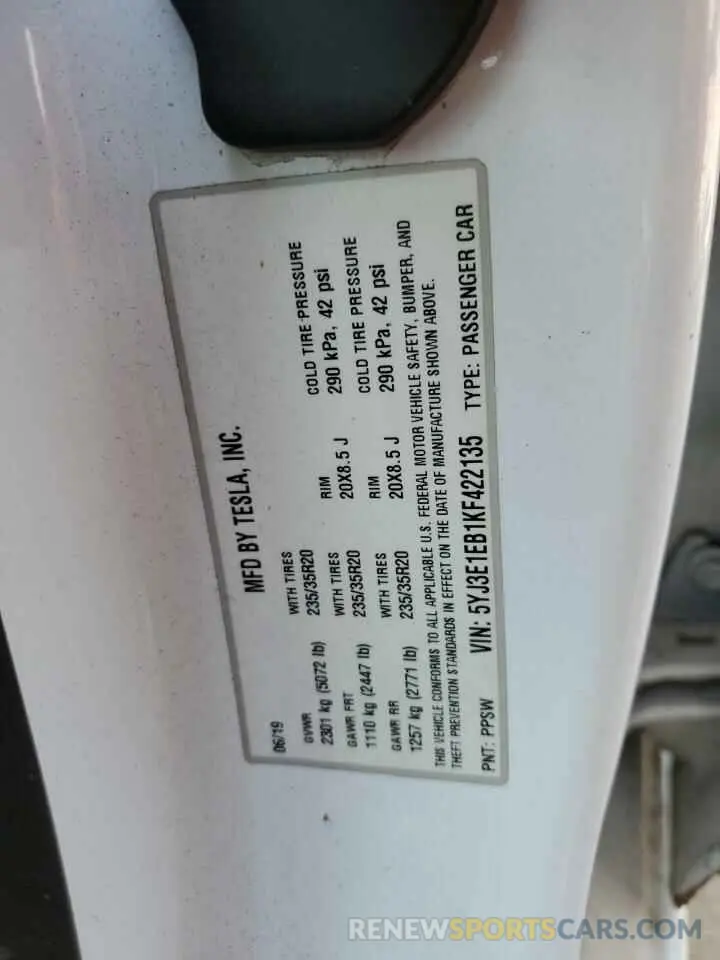 MFD BY TESLA, INC.
06/19
GVWR WITH TIRES RIM COLD TIRE PRESSURE
2301 kg (5072 lb) 235/35R20 20X8.5 J 290 kPa, 42 psi
GAWR FRT WITH TIRES RIM COLD TIRE PRESSURE
1110 kg (2447 lb) 235/35R20 20X8.5 J 290 kPa, 42 psi
GAWR RR
1257 kg (2771 lb) 235/35R20
THIS VEHICLE CONFORMS TO ALL APPLICABLE U.S. FEDERAL MOTOR VEHICLE SAFETY, BUMPER, AND
THEFT PREVENTION STANDARDS IN EFFECT ON THE DATE OF MANUFACTURE SHOWN ABOVE.
PNT: PPSW VIN: 5YJ3E1EB1KF422135 TYPE: PASSENGER CAR
RENEWSPORTSCARS.COM